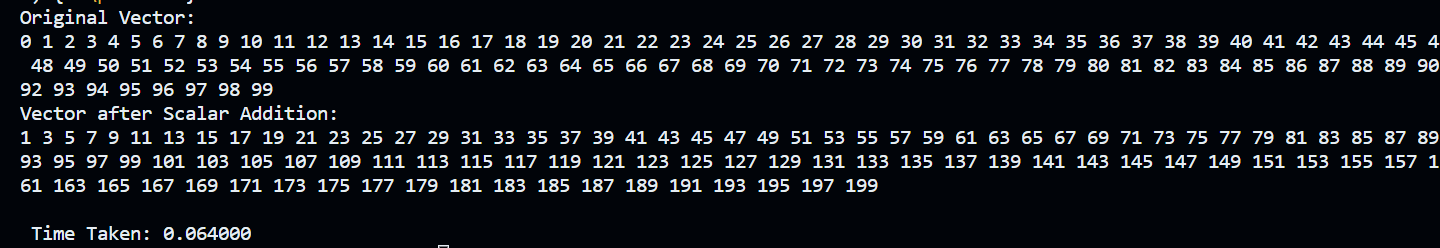 Original Vector:
0 1 2 3 4 5 6 7 8 9 10 11 12 13 14 15 16 17 18 19 20 21 22 23 24 25 26 27 28 29 30 31 32 33 34 35 36 37 38 39 40 41 42 43 44 45 4
48 49 50 51 52 53 54 55 56 57 58 59 60 61 62 63 64 65 66 67 68 69 70 71 72 73 74 75 76 77 78 79 80 81 82 83 84 85 86 87 88 89 90
92 93 94 95 96 97 98 99
Vector after Scalar Addition:
1 3 5 7 9 11 13 15 17 19 21 23 25 27 29 31 33 35 37 39 41 43 45 47 49 51 53 55 57 59 61 63 65 67 69 71 73 75 77 79 81 83 85 87 89
93 95 97 99 101 103 105 107 109 111 113 115 117 119 121 123 125 127 129 131 133 135 137 139 141 143 145 147 149 151 153 155 157 1
61 163 165 167 169 171 173 175 177 179 181 183 185 187 189 191 193 195 197 199
Time Taken: 0.064000